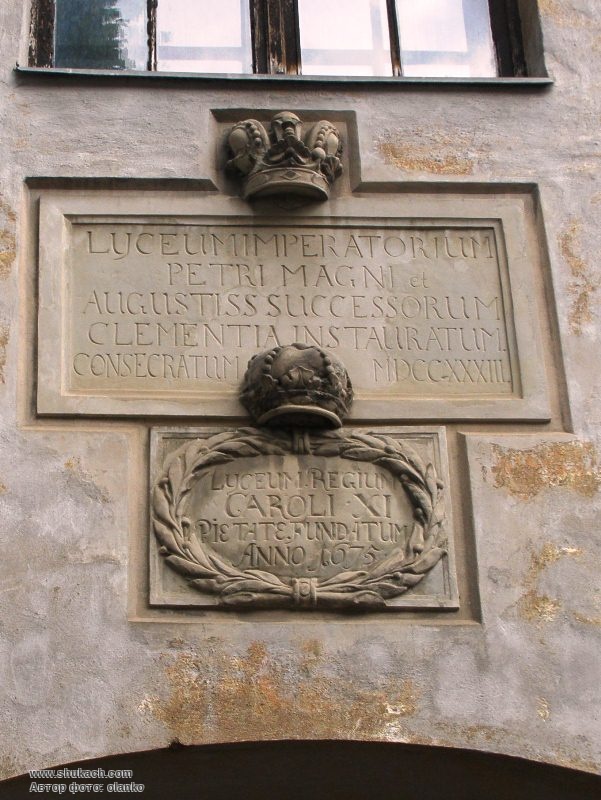 LYCEUM IMPERATORIUM
PETRI MAGNI et
AUGUSTISS SUCCESSORUM
CLEMENTIA INSTAURATUM
CONSECRATUM MDCCXXXIII.
LYCEUM. REGIUM
CAROLI XI
PIETATE. FUNDATUM
ANNO 1675
www.shukach.com
Автор фото: olanko